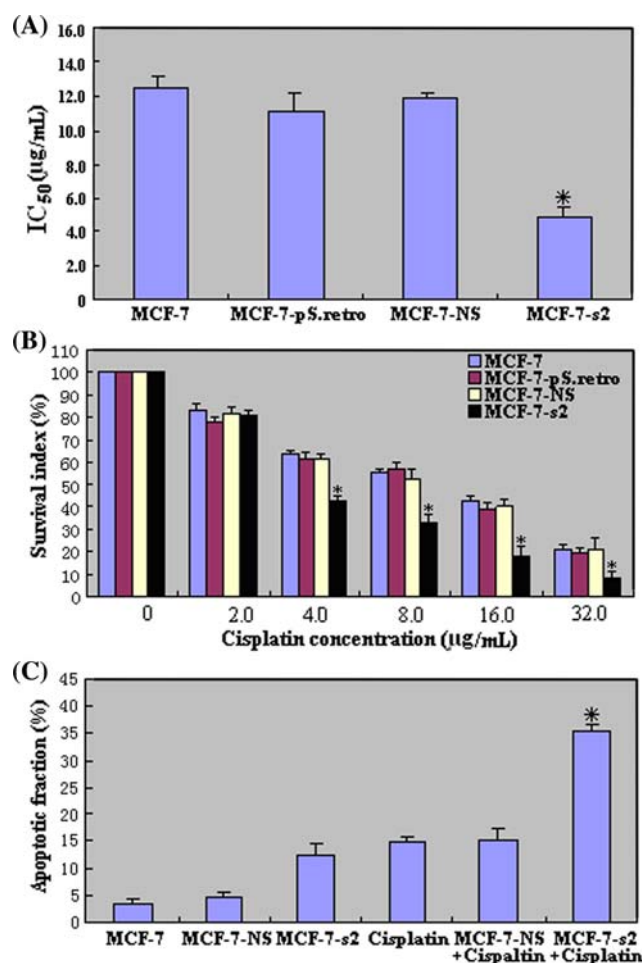 (A)
16.0
14.0
12.0
10.0
8.0
6.0
4.0
2.0
0
IC50(μg/mL)
*
MCF-7 MCF-7-pS.retro MCF-7-NS MCF-7-s2
(B)
110
100
90
80
70
60
50
40
30
20
10
0
Survival index (%)
MCF-7
MCF-7-pS.retro
MCF-7-NS
MCF-7-s2
* * * *
0 2.0 4.0 8.0 16.0 32.0
Cisplatin concentration (μg/mL)
(C)
45
40
35
30
25
20
15
10
5
0
Apoptotic fraction (%)
*
MCF-7 MCF-7-NS MCF-7-s2 Cisplatin MCF-7-NS MCF-7-s2
+Cispaltin +Cisplatin